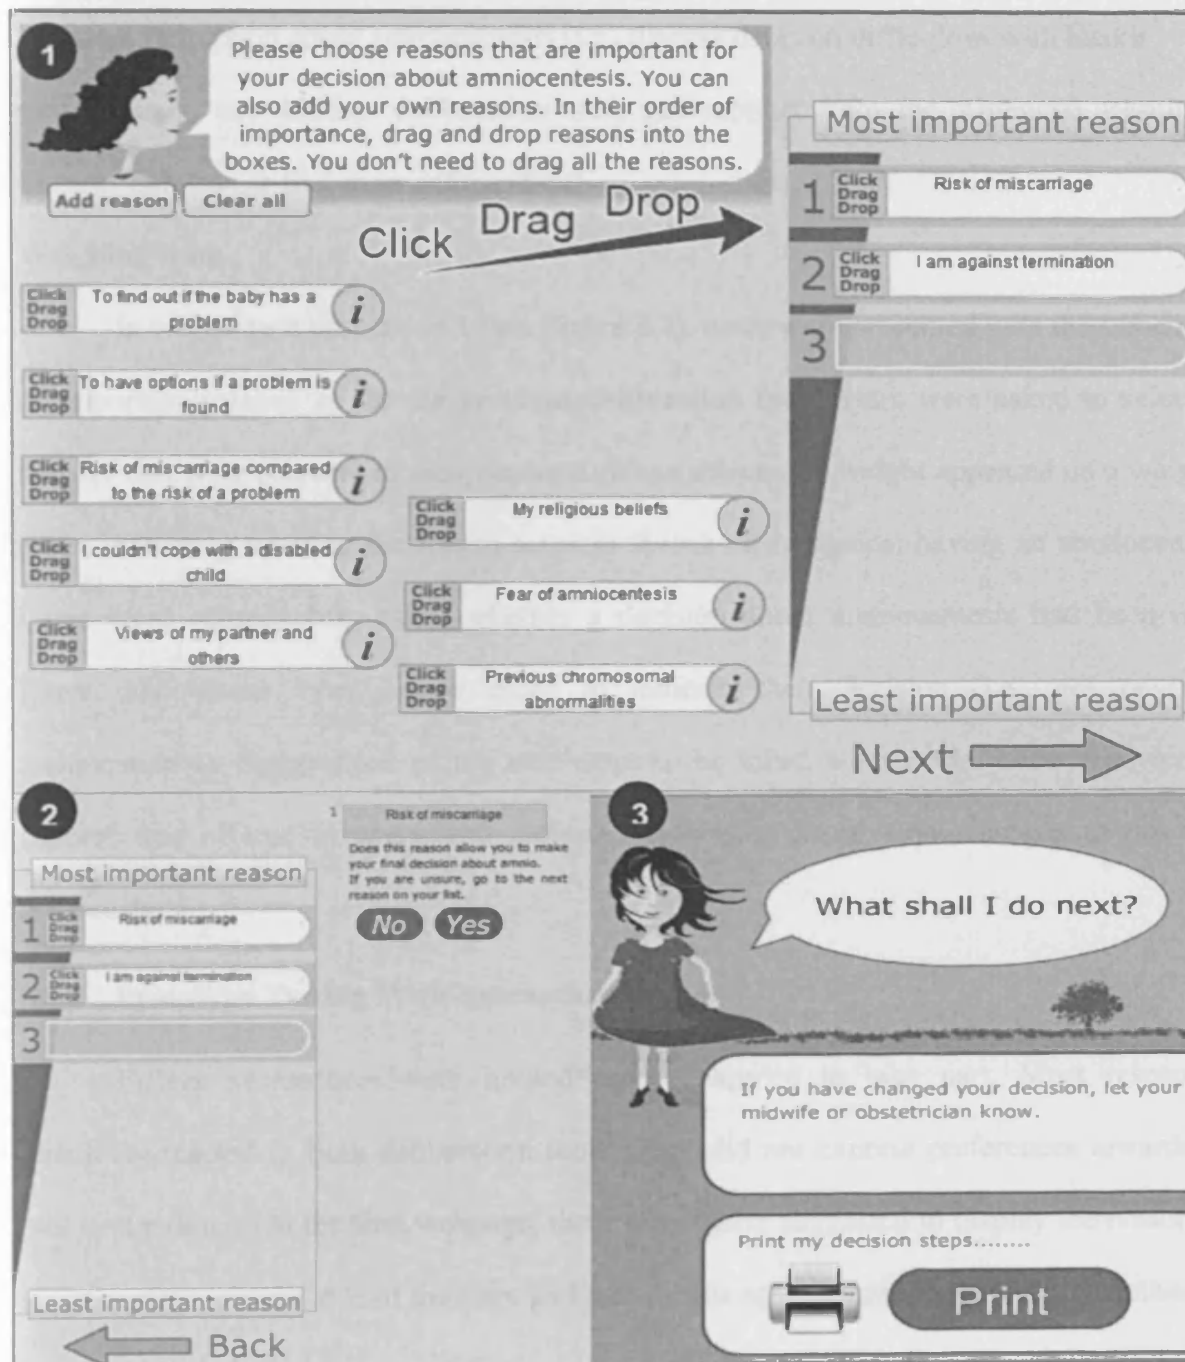 1
Please choose reasons that are important for
your decision about amniocentesis. You can
also add your own reasons. In their order of
importance, drag and drop reasons into the
boxes. You don't need to drag all the reasons.
Add reason
Clear all
Click Drag Drop
Click
Drag
Drop
To find out if the baby has a
problem
i
Click
Drag
Drop
To have options if a problem is
found
i
Click
Drag
Drop
Risk of miscarriage compared
to the risk of a problem
i
Click
Drag
Drop
I couldn't cope with a disabled
child
i
Click
Drag
Drop
Views of my partner and
others
i
Click
Drag
Drop
My religious beliefs
i
Click
Drag
Drop
Fear of amniocentesis
i
Click
Drag
Drop
Previous chromosomal
abnormalities
i
Most important reason
1
Click
Drag
Drop
Risk of miscarriage
2
Click
Drag
Drop
I am against termination
3
Least important reason
Next
2
Most important reason
1
Click
Drag
Drop
Risk of miscarriage
2
Click
Drag
Drop
I am against termination
3
Least important reason
Back
1
Risk of miscarriage
Does this reason allow you to make
your final decision about amnio.
If you are unsure, go to the next
reason on your list.
No
Yes
3
What shall I do next?
If you have changed your decision, let your
midwife or obstetrician know.
Print my decision steps........
Print